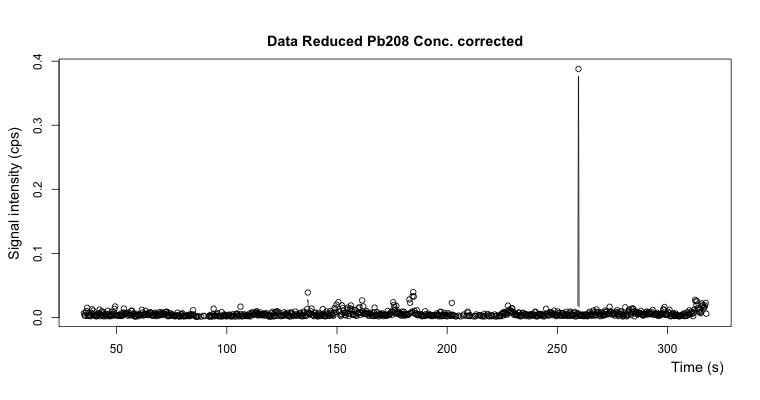 Data Reduced Pb208 Conc. corrected
Signal intensity (cps)
0.4
0.3
0.2
0.1
0.0
50 100 150 200 250 300
Time (s)